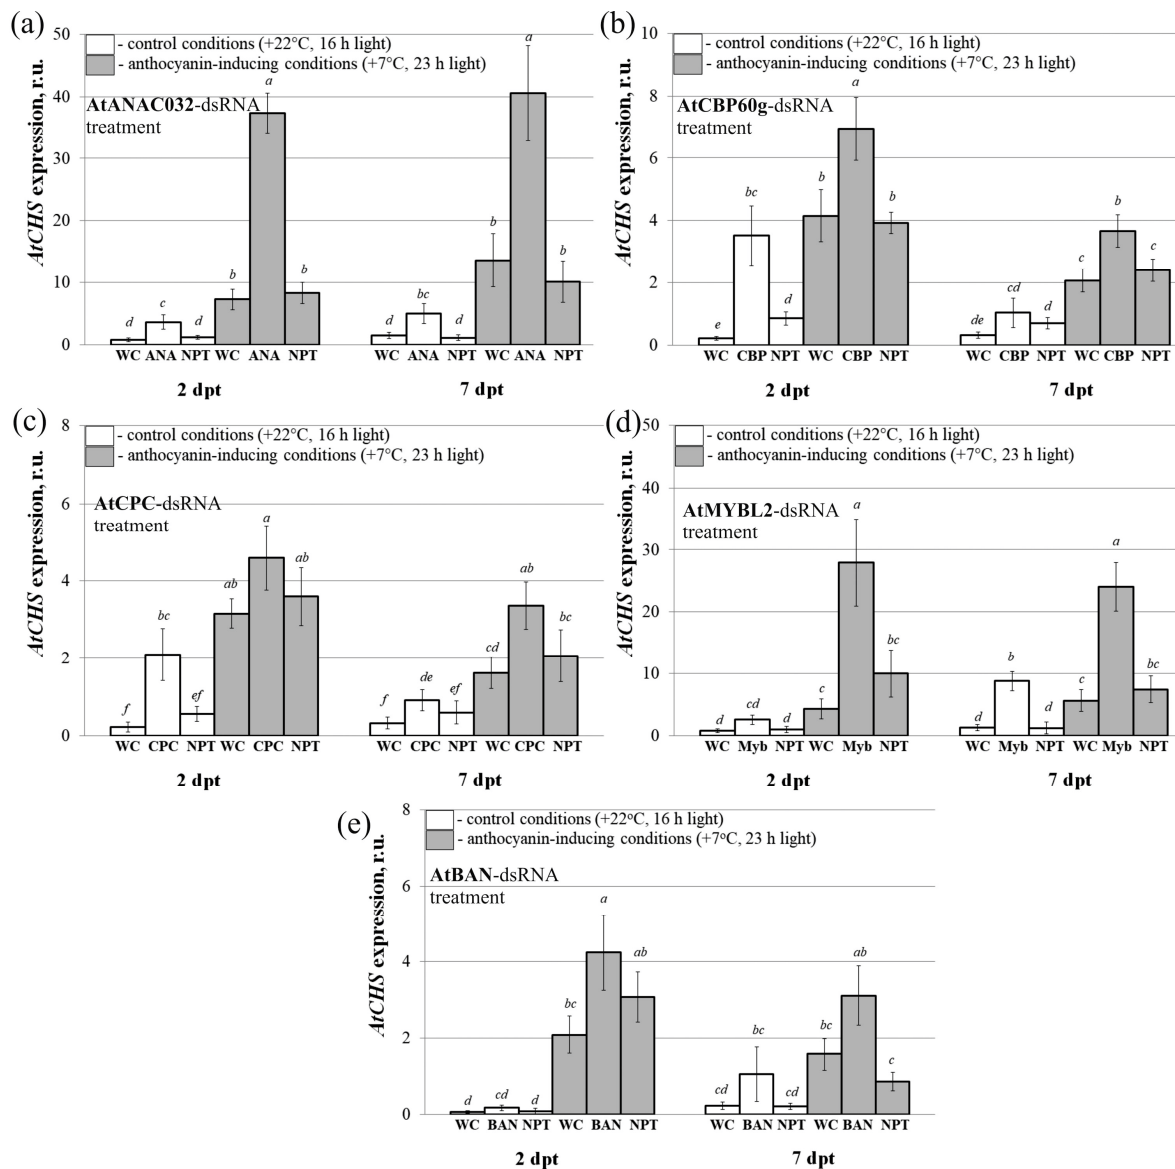 (a)
50
- control conditions (+22°C, 16 h light)
- anthocyanin-inducing conditions (+7°C, 23 h light)
AtANAC032-dsRNA
treatment
AtCHS expression, r.u.
40
30
20
10
0
d c d b a b d bc d b a b
WC ANA NPT WC ANA NPT WC ANA NPT WC ANA NPT
2 dpt 7 dpt
(b)
10
- control conditions (+22°C, 16 h light)
- anthocyanin-inducing conditions (+7°C, 23 h light)
AtCBP60g-dsRNA
treatment
AtCHS expression, r.u.
8
6
4
2
0
e bc d b a b de cd d c b c
WC CBP NPT WC CBP NPT WC CBP NPT WC CBP NPT
2 dpt 7 dpt
(c)
8
- control conditions (+22°C, 16 h light)
- anthocyanin-inducing conditions (+7°C, 23 h light)
AtCPC-dsRNA
treatment
AtCHS expression, r.u.
6
4
2
0
f bc ef ab a ab f de ef cd ab bc
WC CPC NPT WC CPC NPT WC CPC NPT WC CPC NPT
2 dpt 7 dpt
(d)
50
- control conditions (+22°C, 16 h light)
- anthocyanin-inducing conditions (+7°C, 23 h light)
AtMYBL2-dsRNA
treatment
AtCHS expression, r.u.
40
30
20
10
0
d cd d c a bc d b d c a bc
WC Myb NPT WC Myb NPT WC Myb NPT WC Myb NPT
2 dpt 7 dpt
(e)
8
- control conditions (+22°C, 16 h light)
- anthocyanin-inducing conditions (+7°C, 23 h light)
AtBAN-dsRNA
treatment
AtCHS expression, r.u.
6
4
2
0
d cd d bc a ab cd bc cd bc ab c
WC BAN NPT WC BAN NPT WC BAN NPT WC BAN NPT
2 dpt 7 dpt